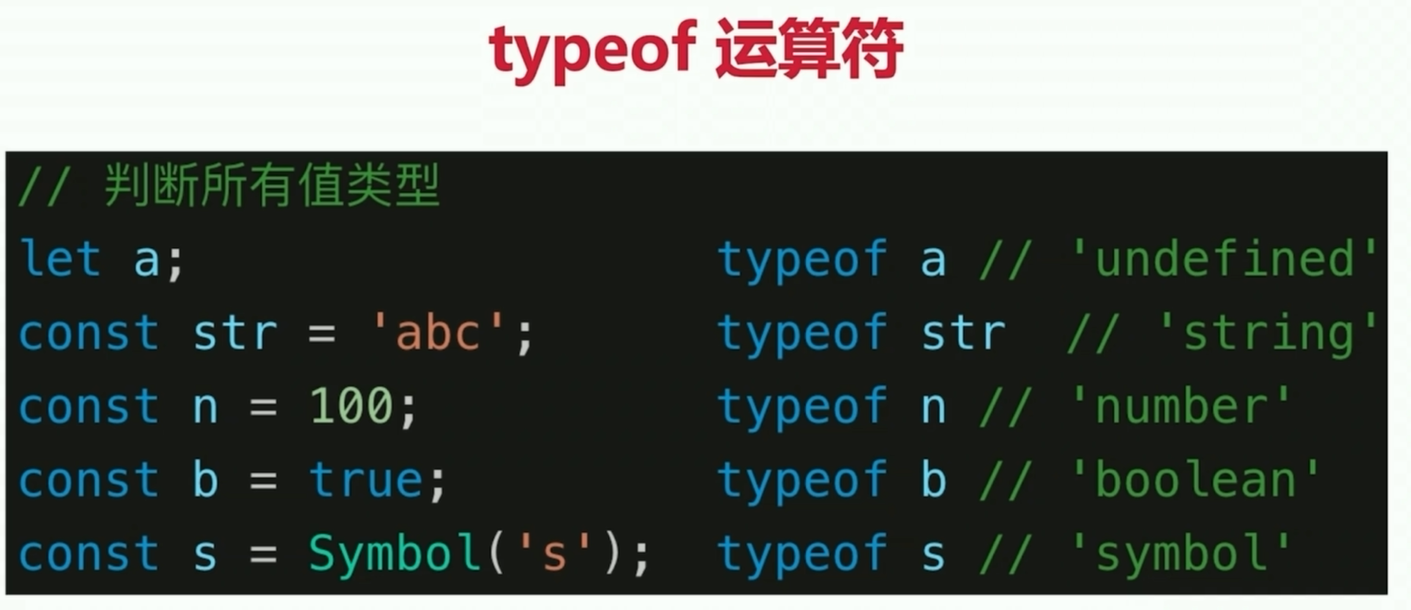 typeof 运算符
// 判断所有值类型
let a; typeof a // 'undefined'
const str = 'abc'; typeof str // 'string'
const n = 100; typeof n // 'number'
const b = true; typeof b // 'boolean'
const s = Symbol('s'); typeof s // 'symbol'